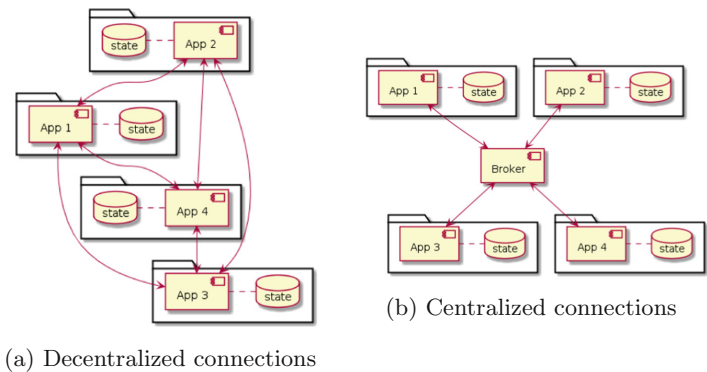 state
App 2
App 1
state
state
App 4
App 3
state
(a) Decentralized connections
App 1
state
App 2
state
Broker
App 3
state
App 4
state
(b) Centralized connections